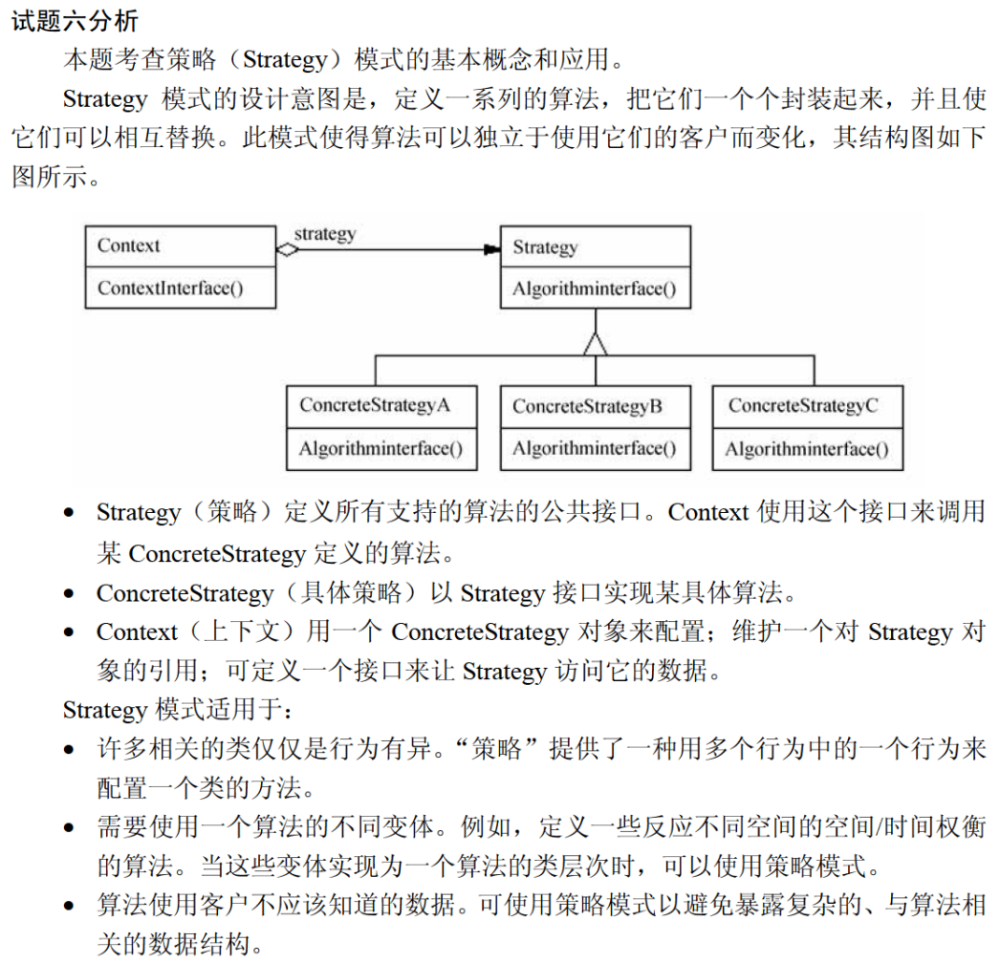 试题六分析
本题考查策略（Strategy）模式的基本概念和应用。
Strategy 模式的设计意图是，定义一系列的算法，把它们一个个封装起来，并且使
它们可以相互替换。此模式使得算法可以独立于使用它们的客户而变化，其结构图如下
图所示。
Context
ContextInterface()
strategy
Strategy
Algorithminterface()
ConcreteStrategyA
Algorithminterface()
ConcreteStrategyB
Algorithminterface()
ConcreteStrategyC
Algorithminterface()
• Strategy（策略）定义所有支持的算法的公共接口。Context 使用这个接口来调用
某 ConcreteStrategy 定义的算法。
• ConcreteStrategy（具体策略）以 Strategy 接口实现某具体算法。
• Context（上下文）用一个 ConcreteStrategy 对象来配置；维护一个对 Strategy 对
象的引用；可定义一个接口来让 Strategy 访问它的数据。
Strategy 模式适用于：
• 许多相关的类仅仅是行为有异。“策略”提供了一种用多个行为中的一个行为来
配置一个类的方法。
• 需要使用一个算法的不同变体。例如，定义一些反应不同空间的空间/时间权衡
的算法。当这些变体实现为一个算法的类层次时，可以使用策略模式。
• 算法使用客户不应该知道的数据。可使用策略模式以避免暴露复杂的、与算法相
关的数据结构。